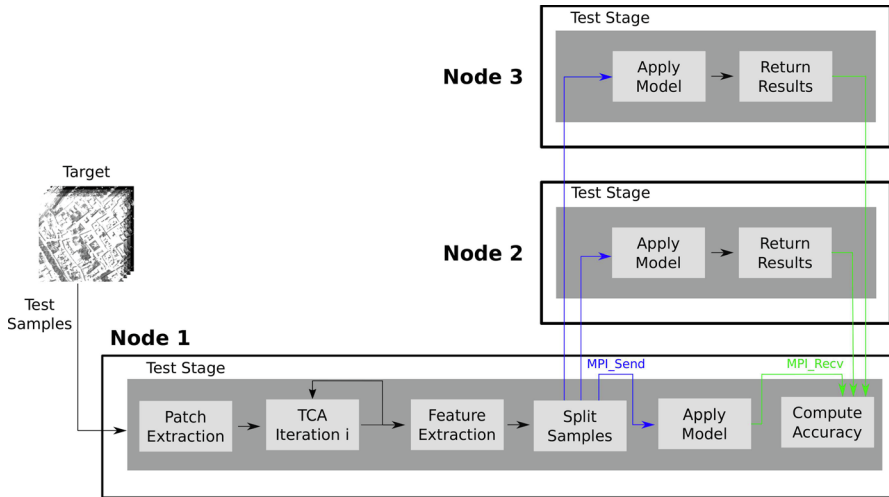 Test Stage
Node 3
Apply
Model
Return
Results
Target
Test Stage
Node 2
Apply
Model
Return
Results
Test
Samples
Node 1
Test Stage
MPI_Send
MPI_Recv
Patch
Extraction
TCA
Iteration i
Feature
Extraction
Split
Samples
Apply
Model
Compute
Accuracy